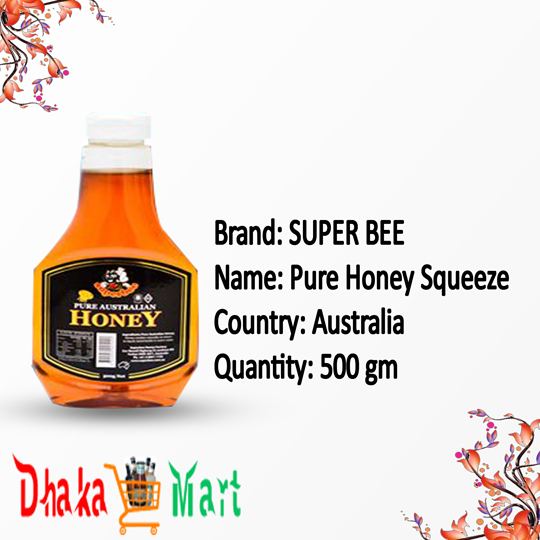 PURE AUSTRALIAN
HONEY
Brand: SUPER BEE
Name: Pure Honey Squeeze
Country: Australia
Quantity: 500 gm
Dhaka Mart